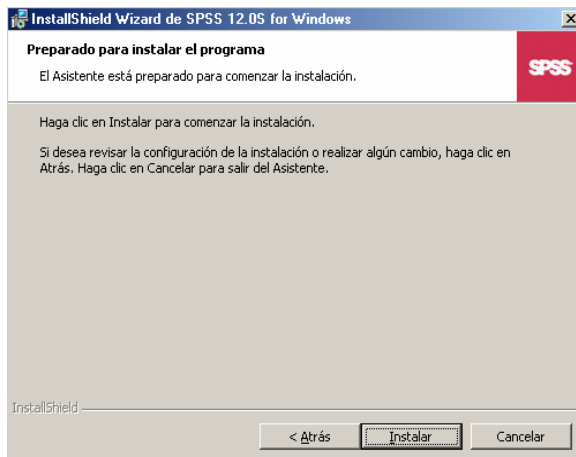 InstallShield Wizard de SPSS 12.0S for Windows
Preparado para instalar el programa
El Asistente está preparado para comenzar la instalación.
SPSS
Haga clic en Instalar para comenzar la instalación.
Si desea revisar la configuración de la instalación o realizar algún cambio, haga clic en
Atrás. Haga clic en Cancelar para salir del Asistente.
InstallShield
< Atrás
Instalar
Cancelar